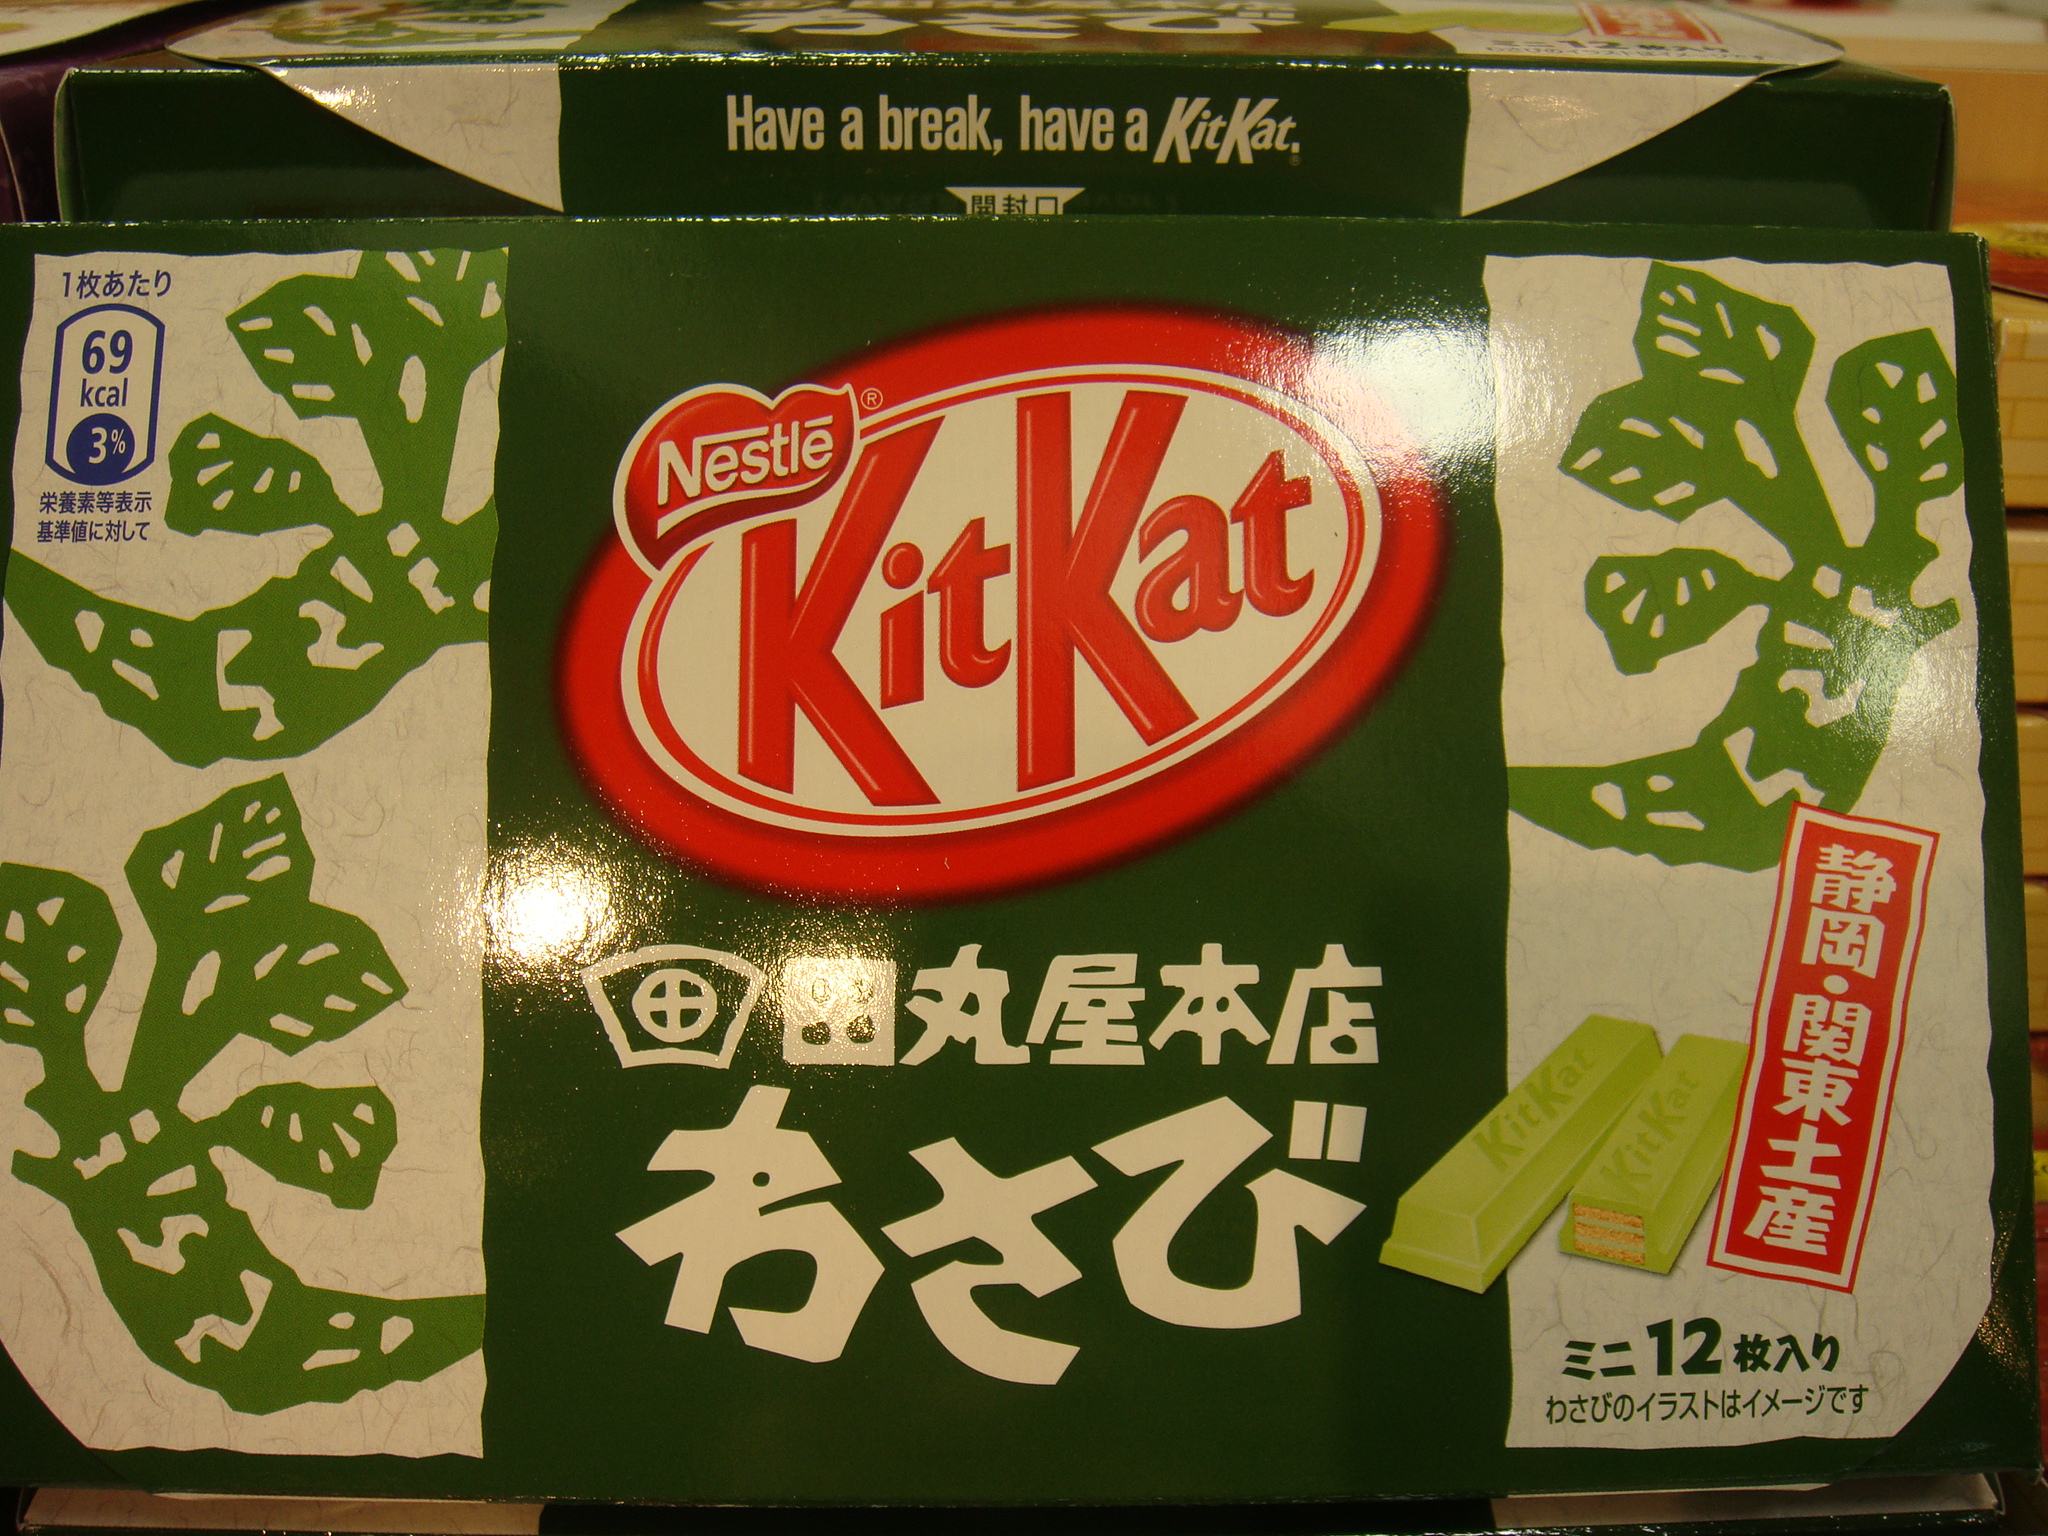 Have a break, have a KitKat.
開封口
1枚あたり
69
kcal
3%
栄養素等表示
基準値に対して
Nestlé
KitKat
田丸屋本店
わさび
KitKat
KitKat
静岡・関東土産
ミニ12枚入り
わさびのイラストはイメージです